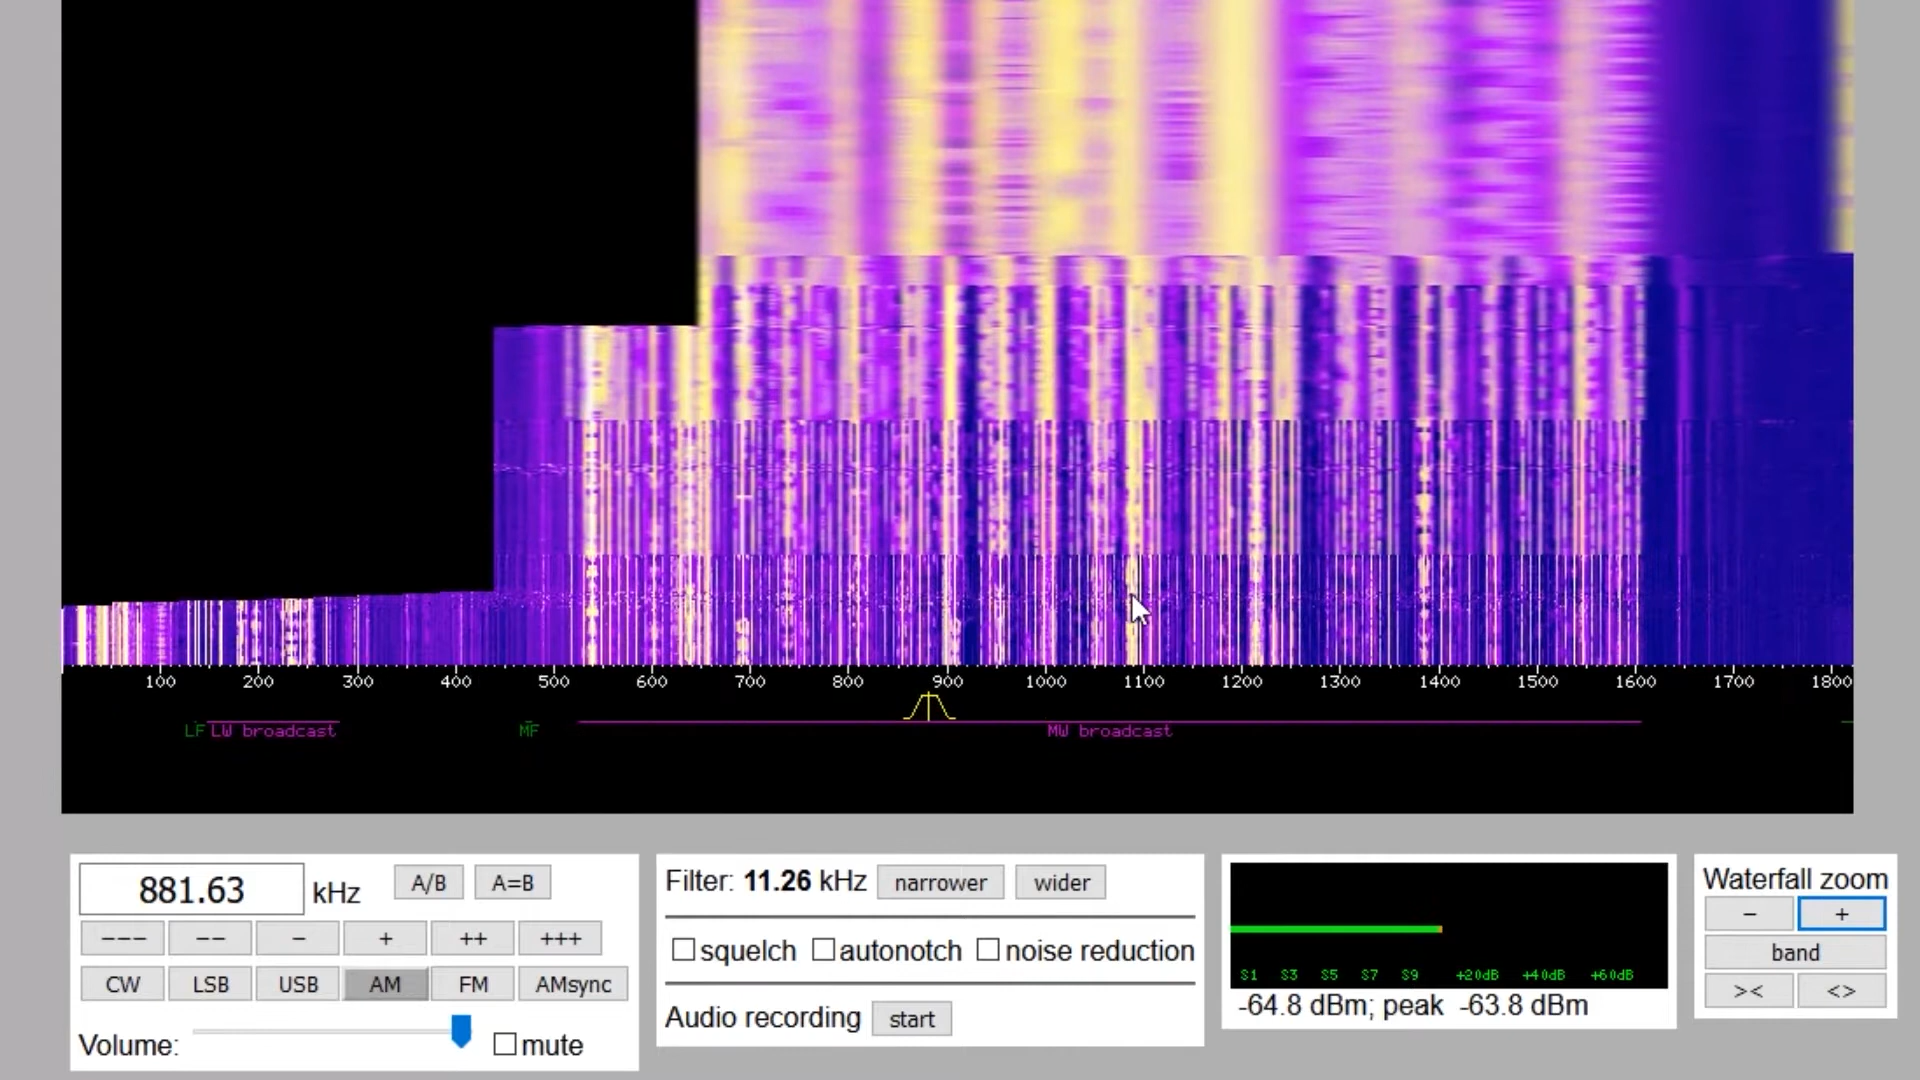 100 200 300 400 500 600 700 800 900 1000 1100 1200 1300 1400 1500 1600 1700 1800
LF LW broadcast MF MW broadcast
881.63 kHz A/B A=B
--- -- - + ++ +++
CW LSB USB AM FM AMsync
Volume: mute
Filter: 11.26 kHz narrower wider
squelch autonotch noise reduction
Audio recording start
S1 S3 S5 S7 S9 +20dB +40dB +60dB
-64.8 dBm; peak -63.8 dBm
Waterfall zoom
- +
band
>< <>